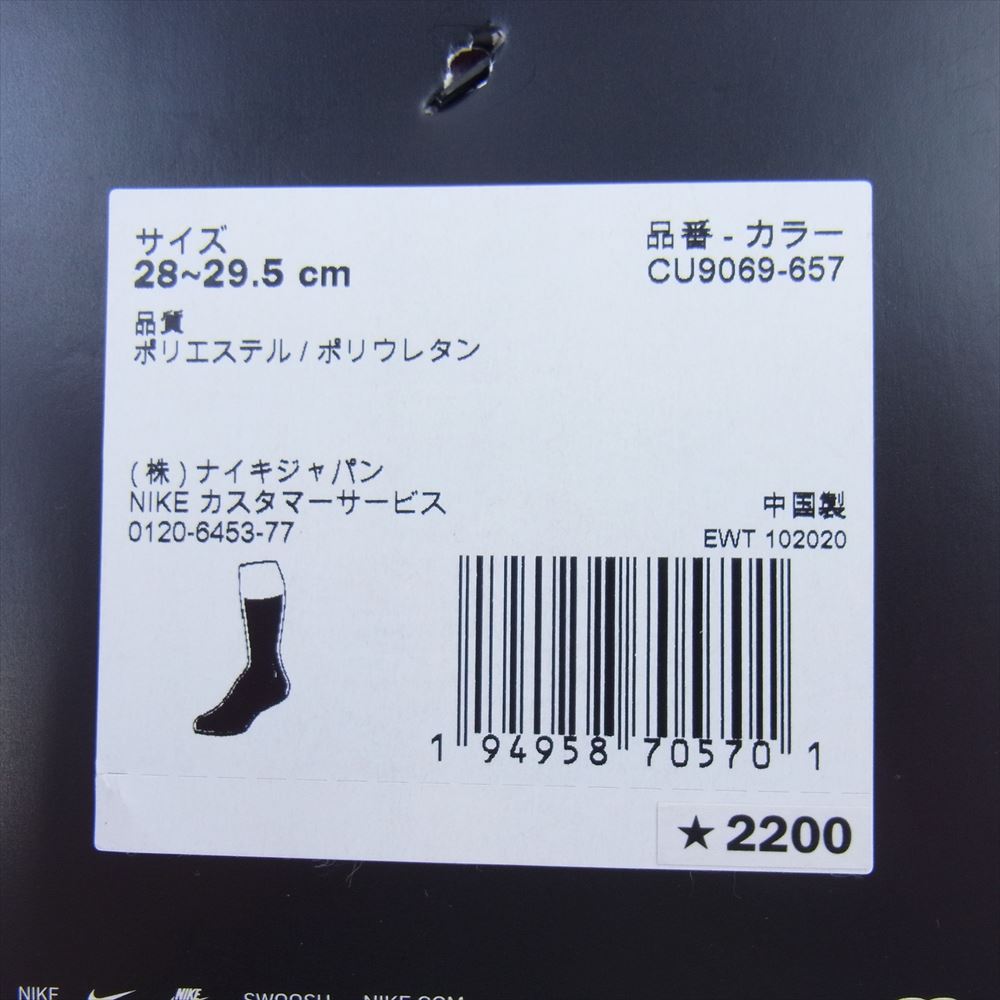 サイズ
28~29.5 cm
品番 - カラー
CU9069-657
品質
ポリエステル / ポリウレタン
(株) ナイキジャパン
NIKE カスタマーサービス
0120-6453-77
中国製
EWT 102020
1 94958 70570 1
★2200
NIKE NIKE SWOOSH NIKE.COM